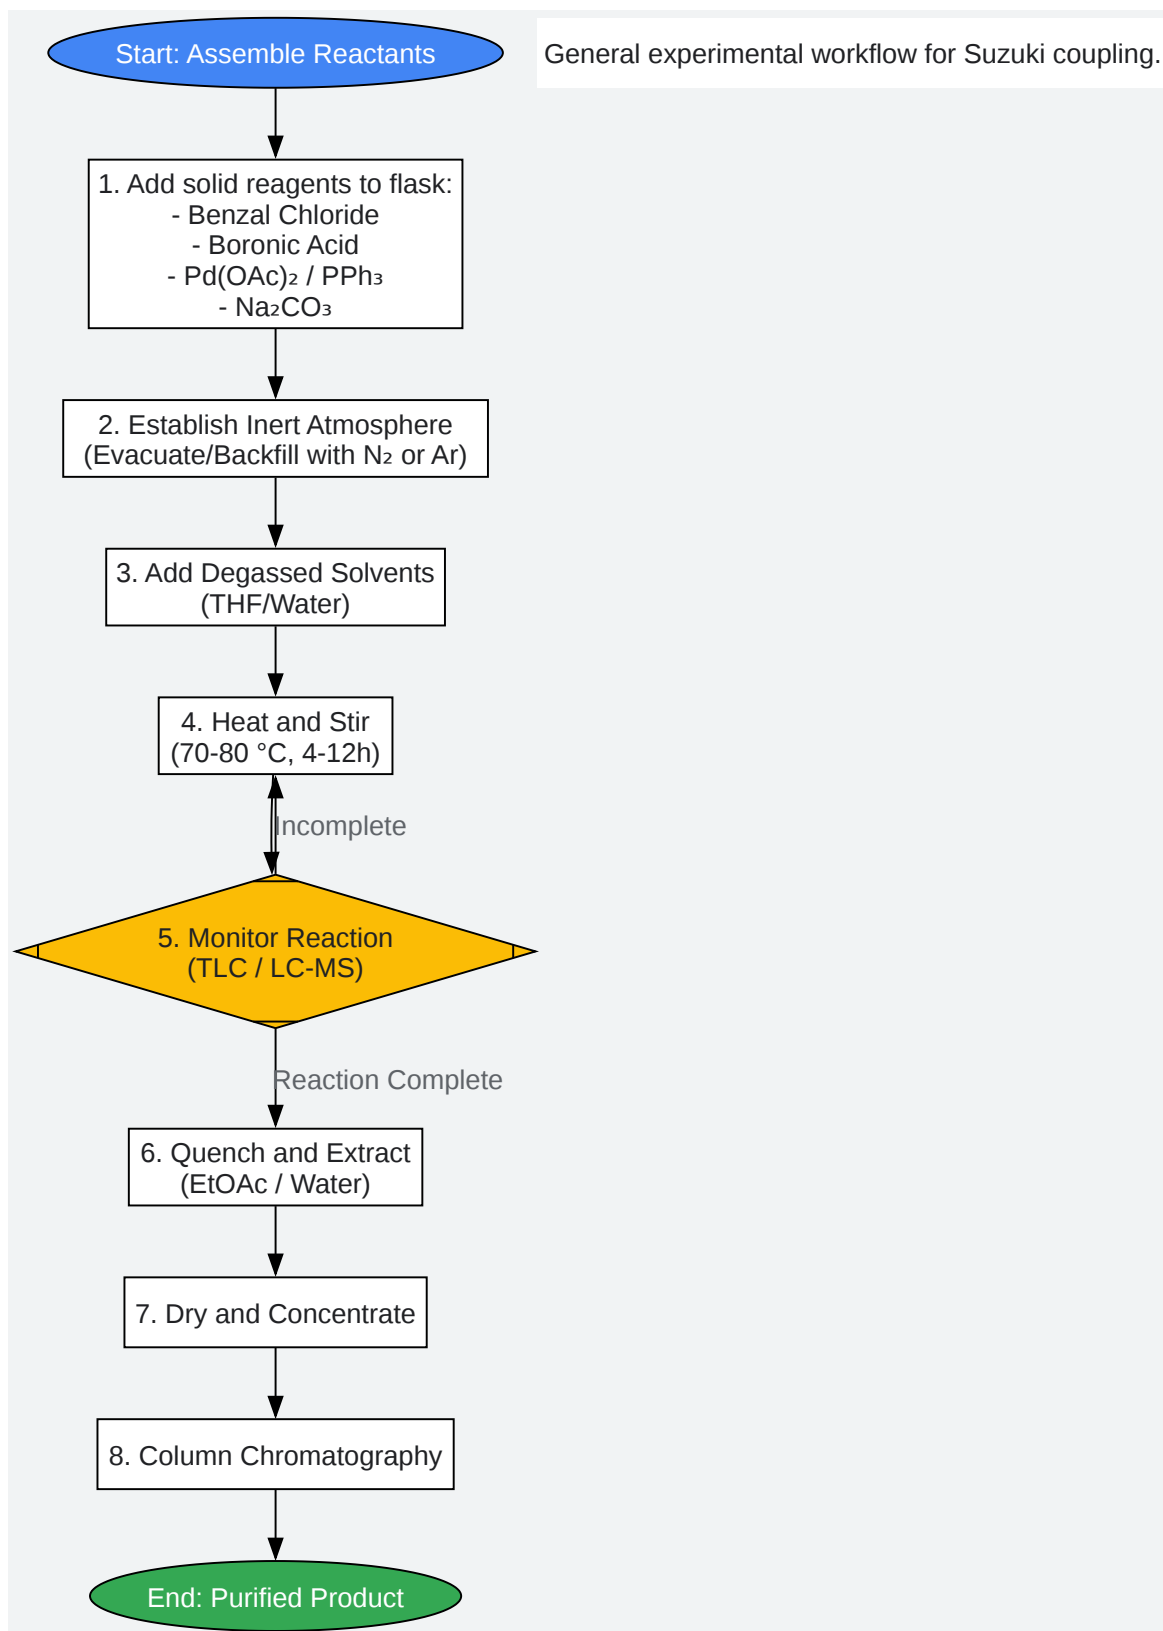 Start: Assemble Reactants
General experimental workflow for Suzuki coupling.
1. Add solid reagents to flask:
- Benzal Chloride
- Boronic Acid
- Pd(OAc)₂ / PPh₃
- Na₂CO₃
2. Establish Inert Atmosphere
(Evacuate/Backfill with N₂ or Ar)
3. Add Degassed Solvents
(THF/Water)
4. Heat and Stir
(70-80 °C, 4-12h)
Incomplete
5. Monitor Reaction
(TLC / LC-MS)
Reaction Complete
6. Quench and Extract
(EtOAc / Water)
7. Dry and Concentrate
8. Column Chromatography
End: Purified Product